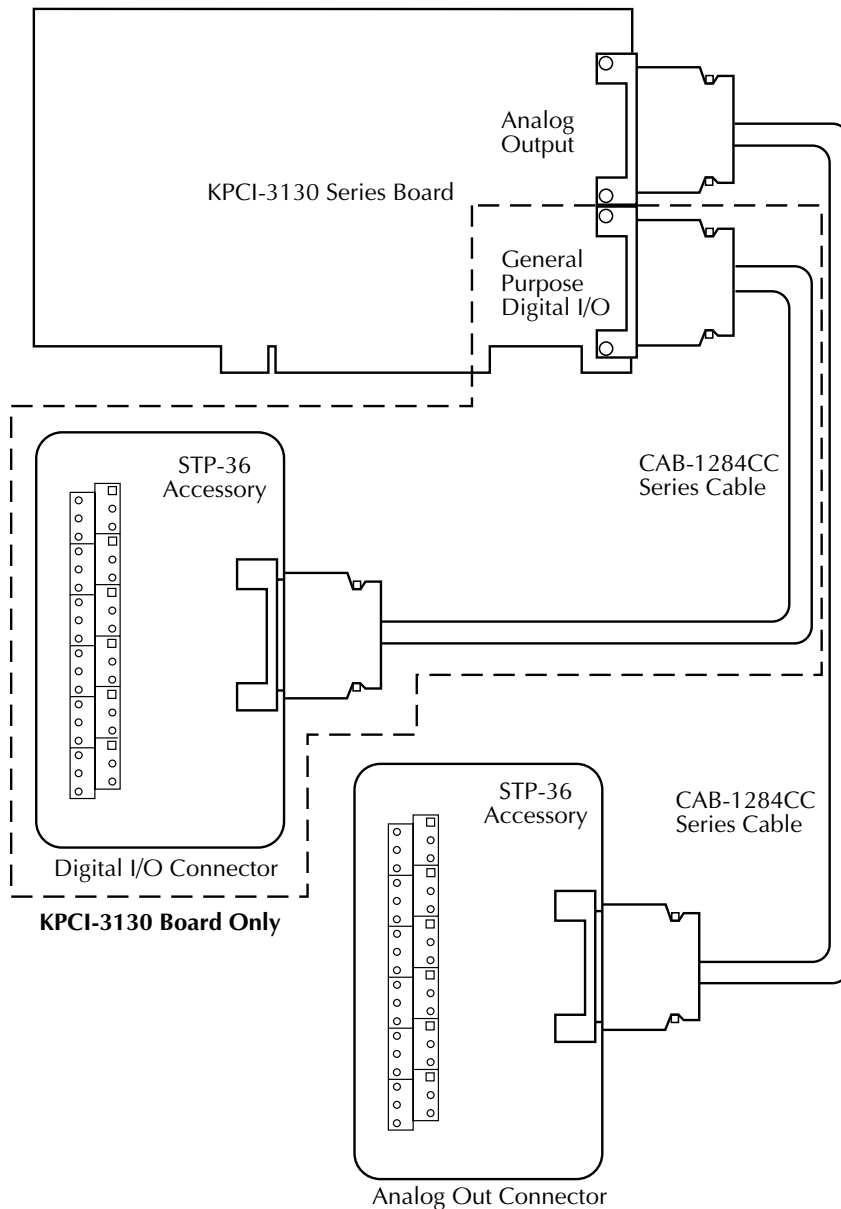 Analog
Output
KPCI-3130 Series Board
General
Purpose
Digital I/O
STP-36
Accessory
CAB-1284CC
Series Cable
Digital I/O Connector
KPCI-3130 Board Only
STP-36
Accessory
CAB-1284CC
Series Cable
Analog Out Connector